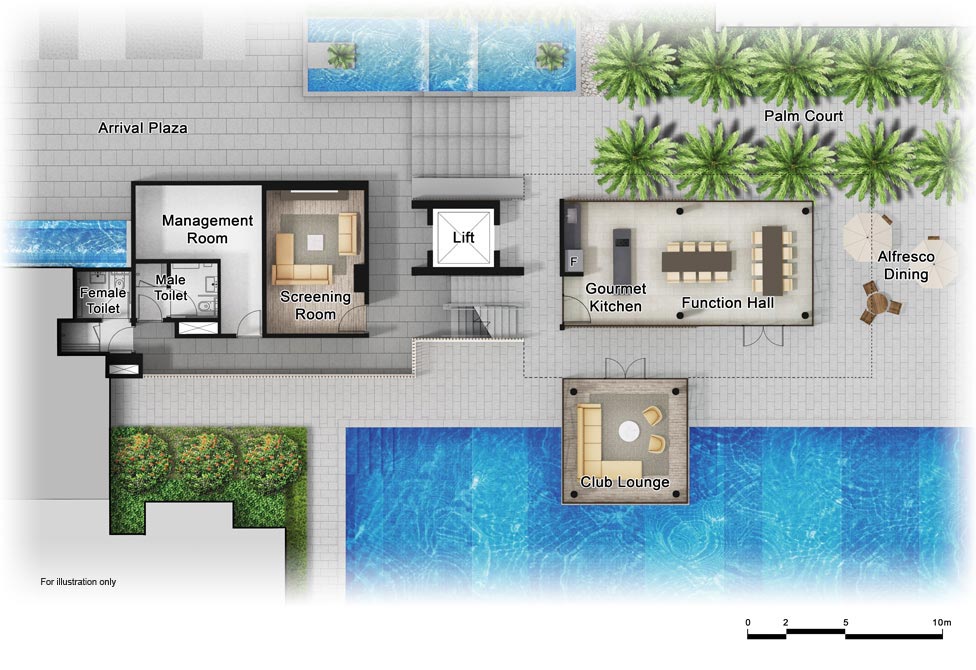 Palm Court
Arrival Plaza
Management
Room
Lift
Alfresco
Dining
F
Male
Toilet
Female
Toilet
Screening
Room
Gourmet
Kitchen
Function Hall
Club Lounge
For illustration only
0 2 5 10m